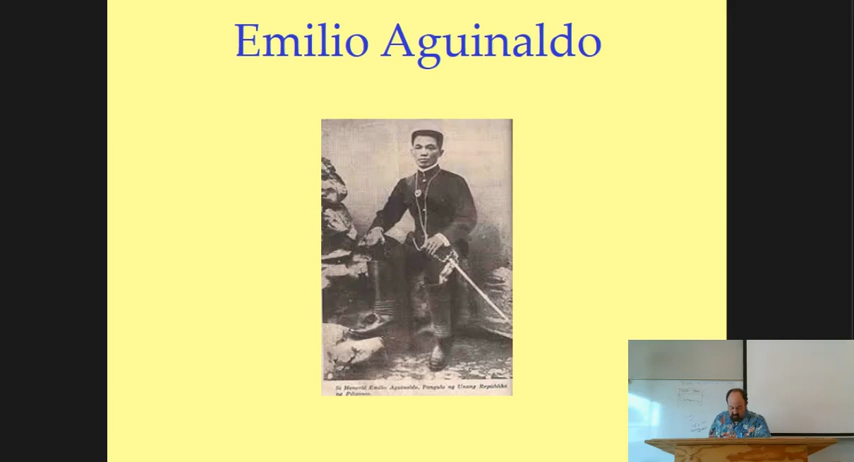 Emilio Aguinaldo
Si Heneral Emilio Aguinaldo, Pangulo ng Unang Republika
ng Pilipinas.